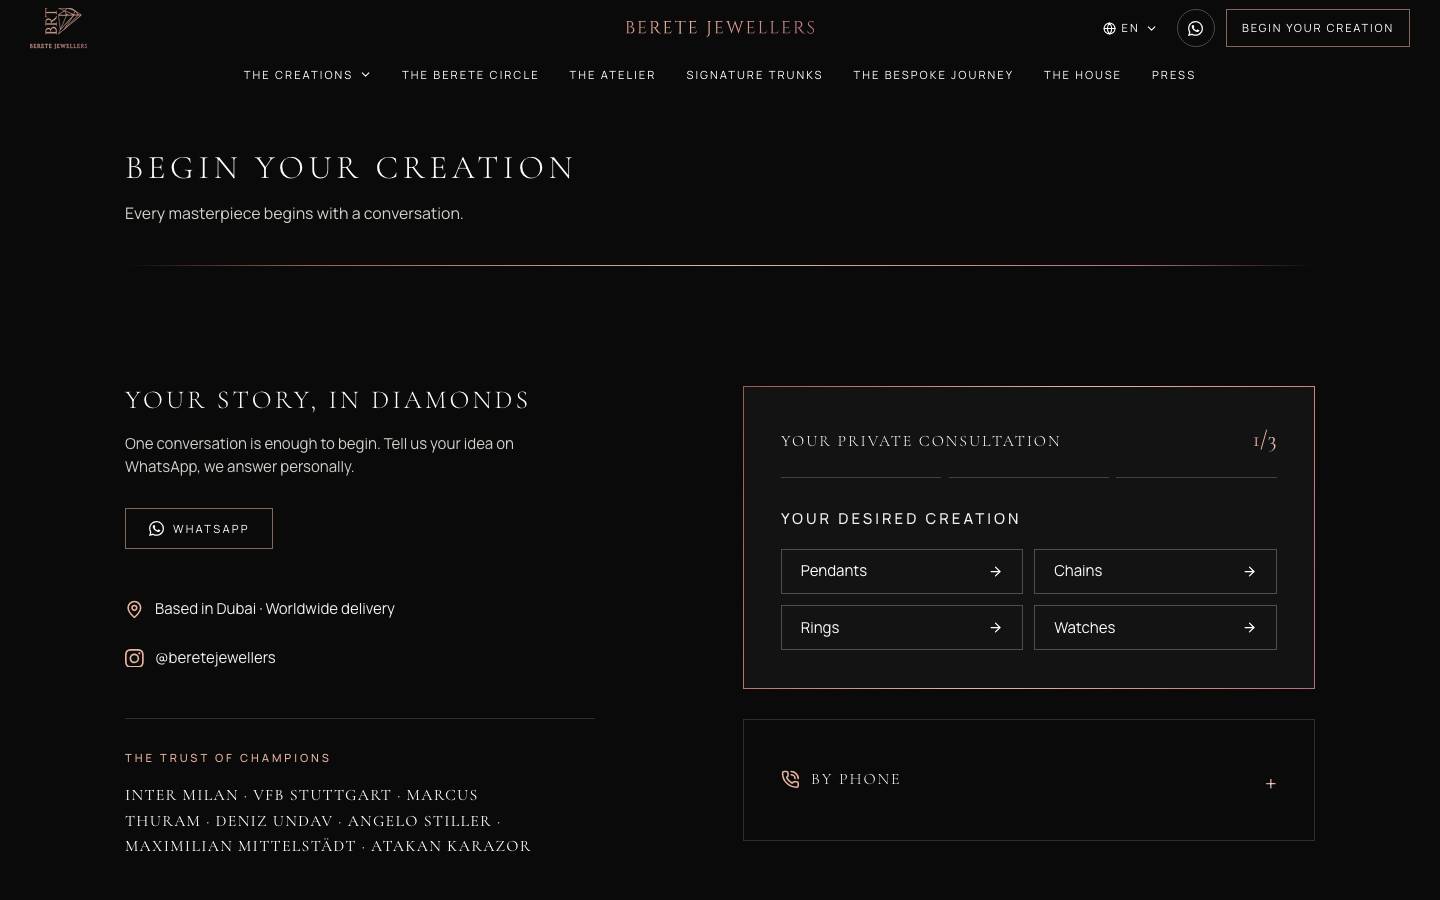 BRT
BERETE JEWELLERS
BERETE JEWELLERS
EN
BEGIN YOUR CREATION
THE CREATIONS
THE BERETE CIRCLE
THE ATELIER
SIGNATURE TRUNKS
THE BESPOKE JOURNEY
THE HOUSE
PRESS
BEGIN YOUR CREATION
Every masterpiece begins with a conversation.
YOUR STORY, IN DIAMONDS
One conversation is enough to begin. Tell us your idea on
WhatsApp, we answer personally.
WHATSAPP
Based in Dubai · Worldwide delivery
@beretejewellers
THE TRUST OF CHAMPIONS
INTER MILAN · VFB STUTTGART · MARCUS
THURAM · DENIZ UNDAV · ANGELO STILLER ·
MAXIMILIAN MITTELSTÄDT · ATAKAN KARAZOR
YOUR PRIVATE CONSULTATION
1/3
YOUR DESIRED CREATION
Pendants
Chains
Rings
Watches
BY PHONE
+